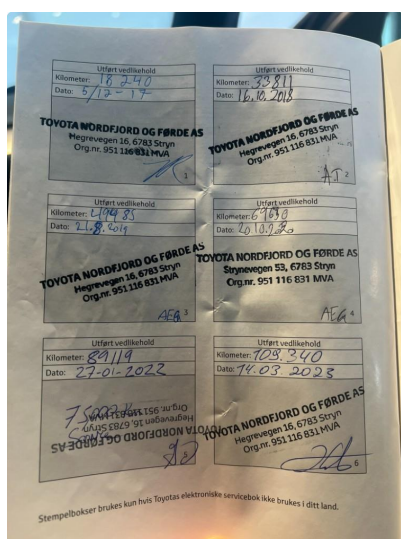 Utført vedlikehold
Kilometer: 18 240
Dato: 5/12-17
TOYOTA NORDFJORD OG FØRDE AS
Hegrevegen 16, 6783 Stryn
Org.nr. 951 116 831 MVA
1
Utført vedlikehold
Kilometer: 33811
Dato: 16.10.2018
TOYOTA NORDFJORD OG FØRDE AS
Hegrevegen 16, 6783 Stryn
Org.nr. 951 116 831 MVA
AI 2
Utført vedlikehold
Kilometer: 49985
Dato: 21.8.2019
TOYOTA NORDFJORD OG FØRDE AS
Hegrevegen 16, 6783 Stryn
Org.nr. 951 116 831 MVA
AEG 3
Utført vedlikehold
Kilometer: 69630
Dato:
TOYOTA NORDFJORD OG FØRDE AS
Strynevegen 53, 6783 Stryn
Org.nr. 951 116 831 MVA
AEG 4
Utført vedlikehold
Kilometer: 89119
Dato: 27-01-2022
TOYOTA NORDFJORD OG FØRDE AS
Hegrevegen 16, 6783 Stryn
Org.nr. 951 116 831 MVA
Utført vedlikehold
Kilometer: 109.340
Dato: 14.03 2023
TOYOTA NORDFJORD OG FØRDE AS
Hegrevegen 16, 6783 Stryn
Org.nr. 951 116 831 MVA
6
Stempelbokser brukes kun hvis Toyotas elektroniske servicebok ikke brukes i ditt land.